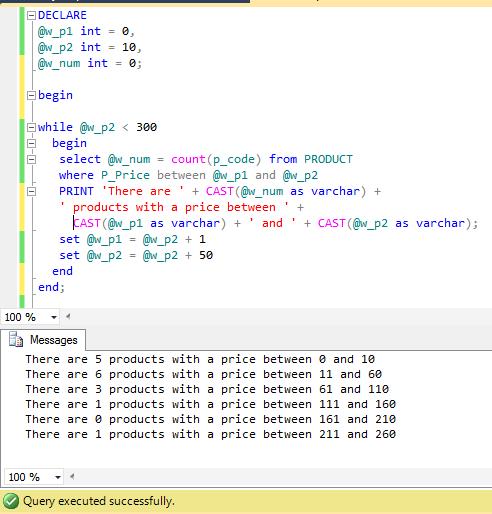 DECLARE
@w_p1 int = 0,
@w_p2 int = 10,
@w_num int = 0;
begin
while @w_p2 < 300
begin
select @w_num = count(p_code) from PRODUCT
where P_Price between @w_p1 and @w_p2
PRINT 'There are ' + CAST(@w_num as varchar) +
' products with a price between ' +
CAST(@w_p1 as varchar) + ' and ' + CAST(@w_p2 as varchar);
set @w_p1 = @w_p2 + 1
set @w_p2 = @w_p2 + 50
end
end;
100 %
Messages
There are 5 products with a price between 0 and 10
There are 6 products with a price between 11 and 60
There are 3 products with a price between 61 and 110
There are 1 products with a price between 111 and 160
There are 0 products with a price between 161 and 210
There are 1 products with a price between 211 and 260
100 %
Query executed successfully.